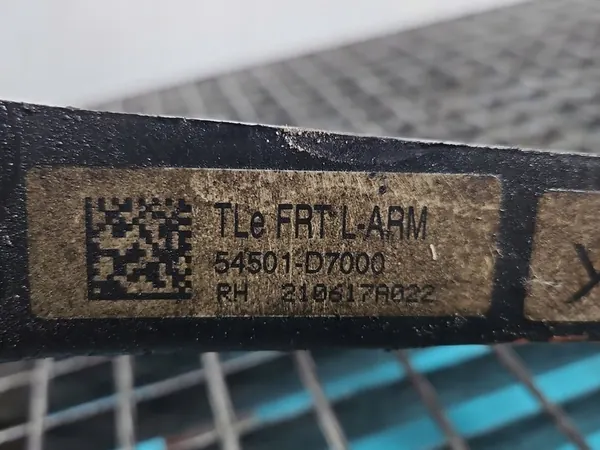 TLe FRT L-ARM
54501-D7000
RH 210617A022